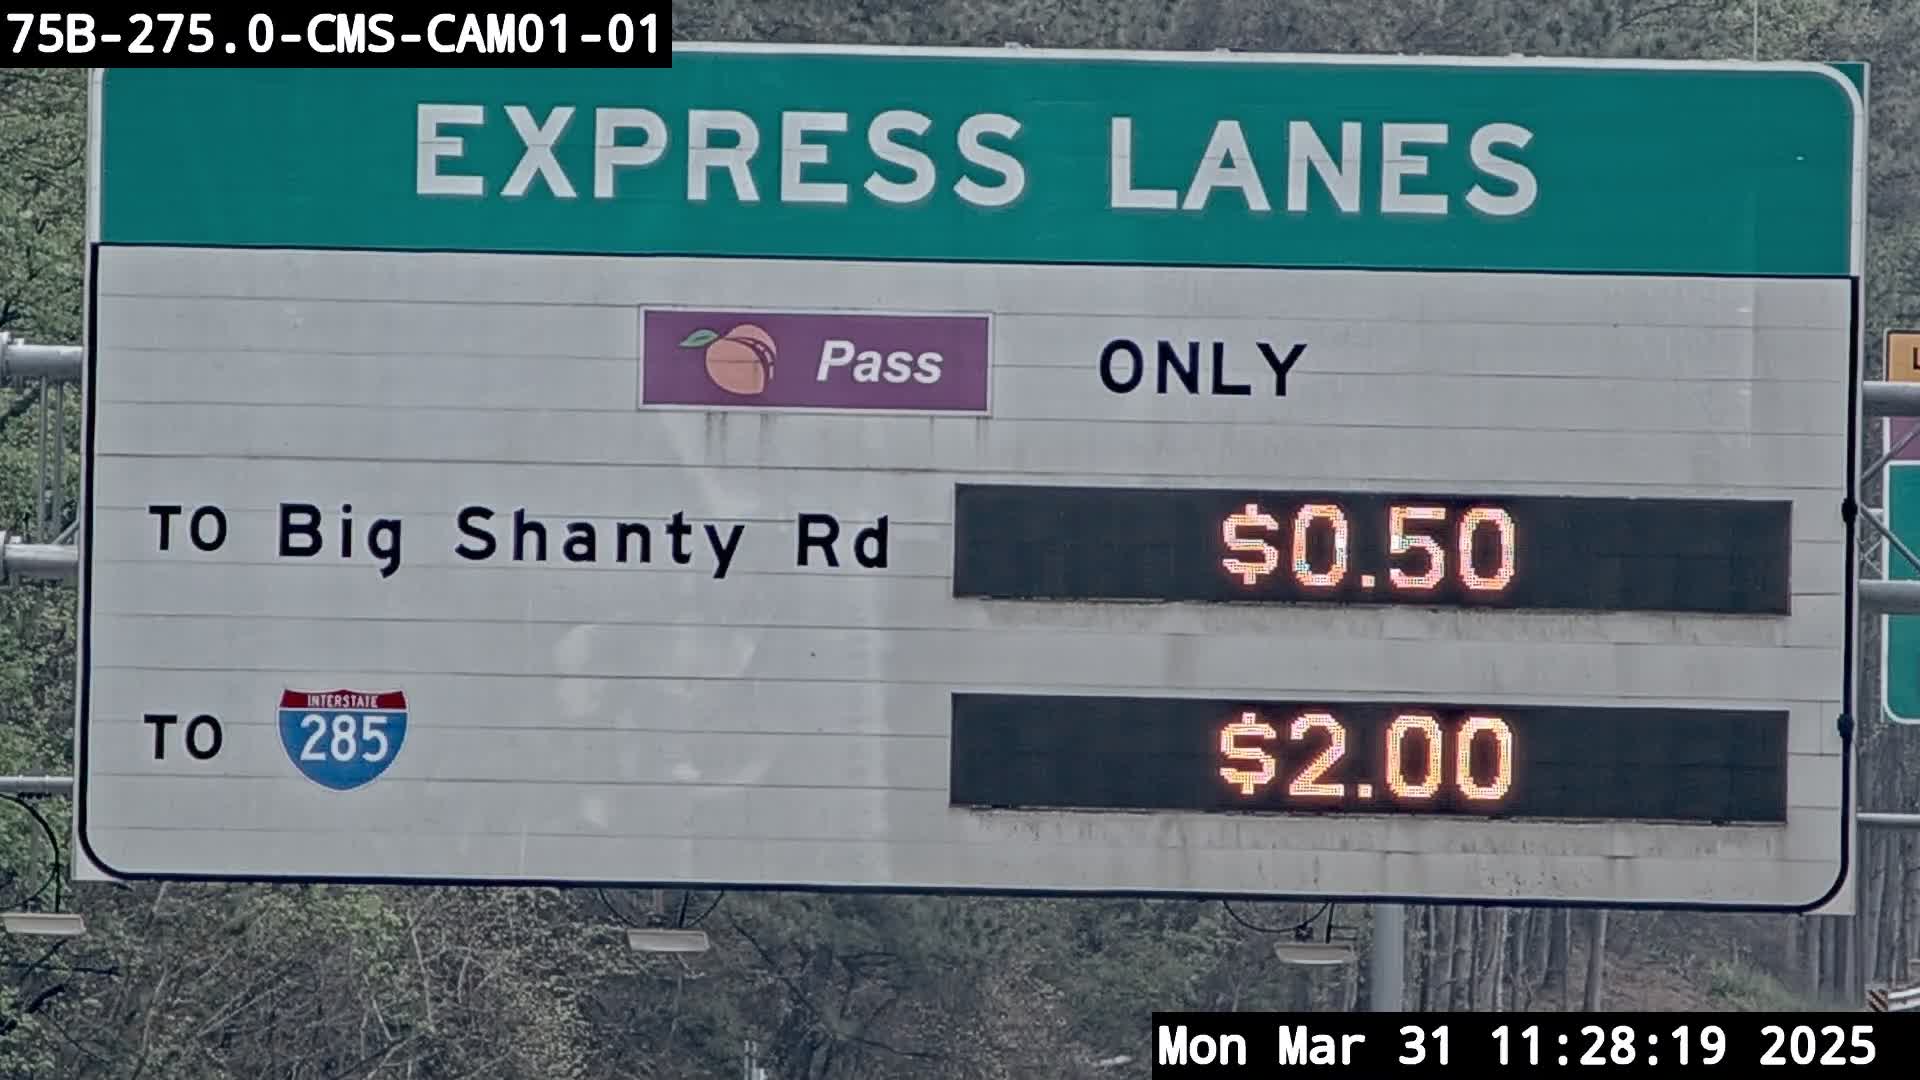 75B-275.0-CMS-CAM01-01
EXPRESS LANES
Pass ONLY
TO Big Shanty Rd $0.50
TO INTERSTATE 285 $2.00
Mon Mar 31 11:28:19 2025